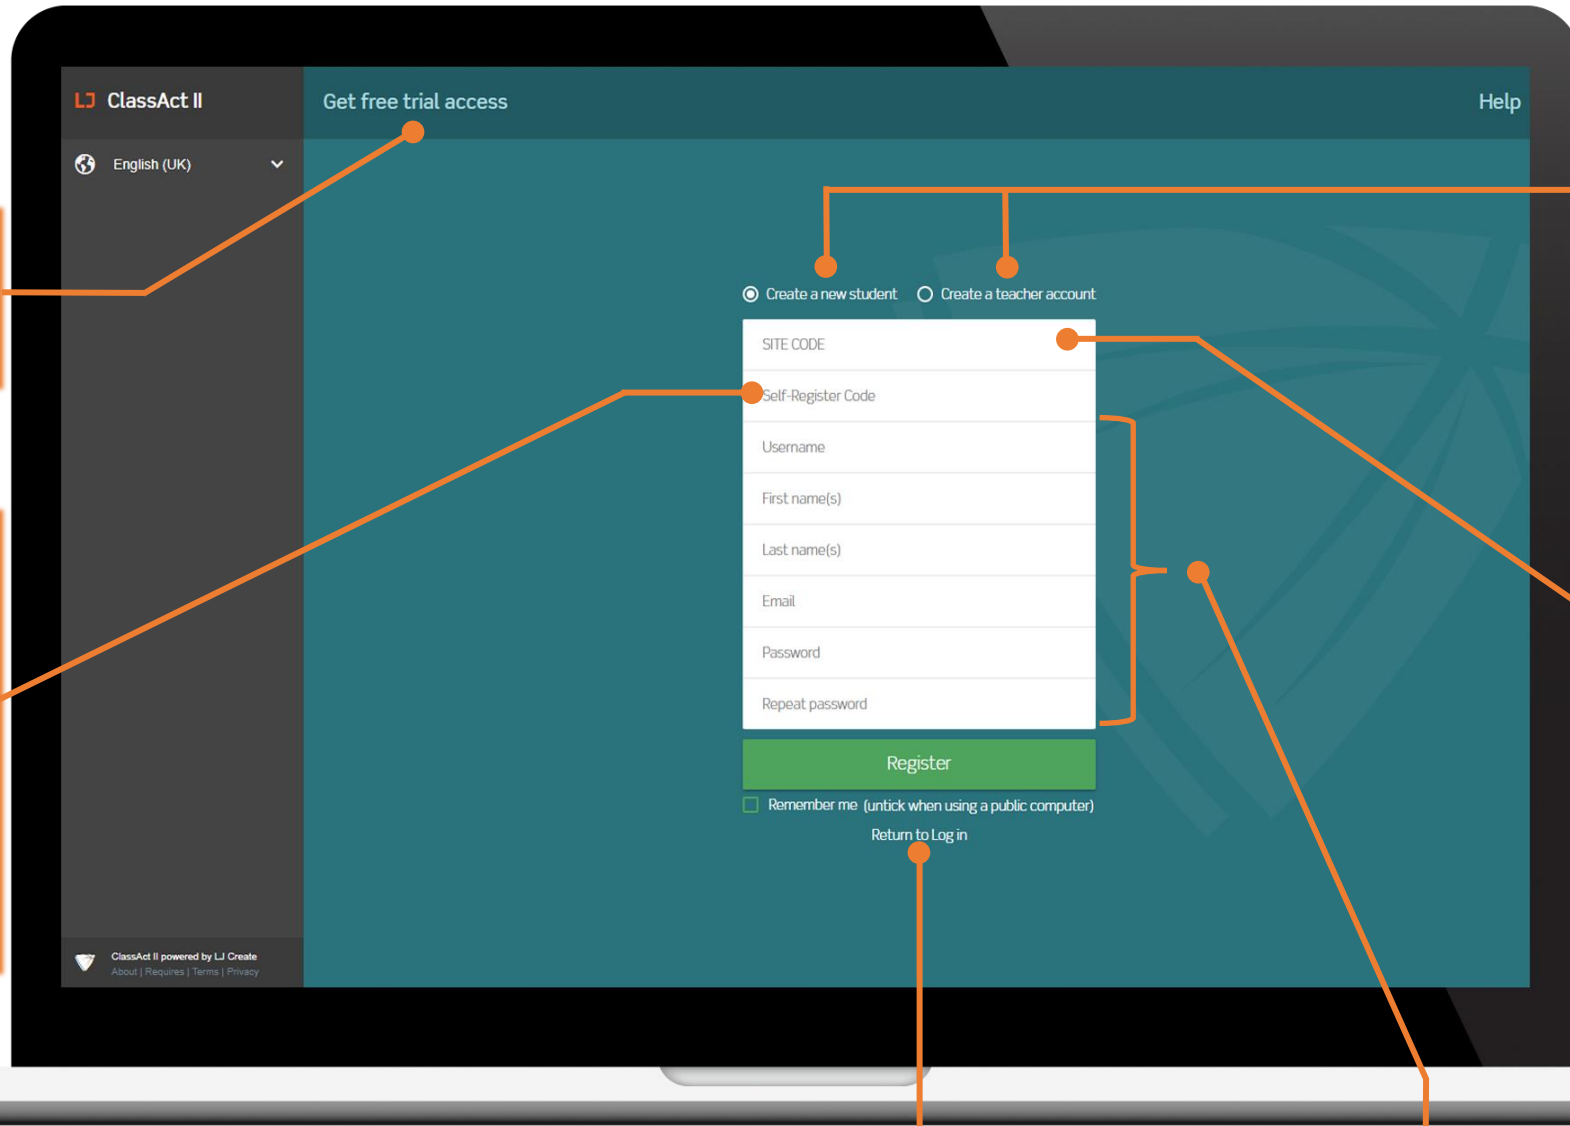 LJ ClassAct II
Get free trial access
Help
English (UK)
Create a new student
Create a teacher account
SITE CODE
Self-Register Code
Username
First name(s)
Last name(s)
Email
Password
Repeat password
Register
Remember me (untick when using a public computer)
Return to Log in
ClassAct II powered by LJ Create
About | Requires | Terms | Privacy